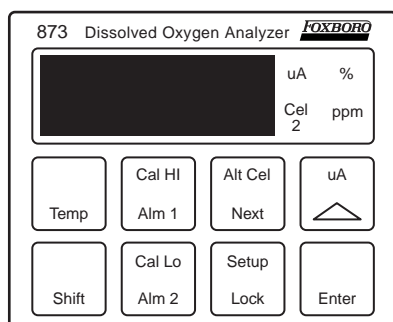 873 Dissolved Oxygen Analyzer FOXBORO
uA %
Cel 2 ppm
Cal HI Alt Cel uA
Temp Alm 1 Next
Cal Lo Setup
Shift Alm 2 Lock Enter